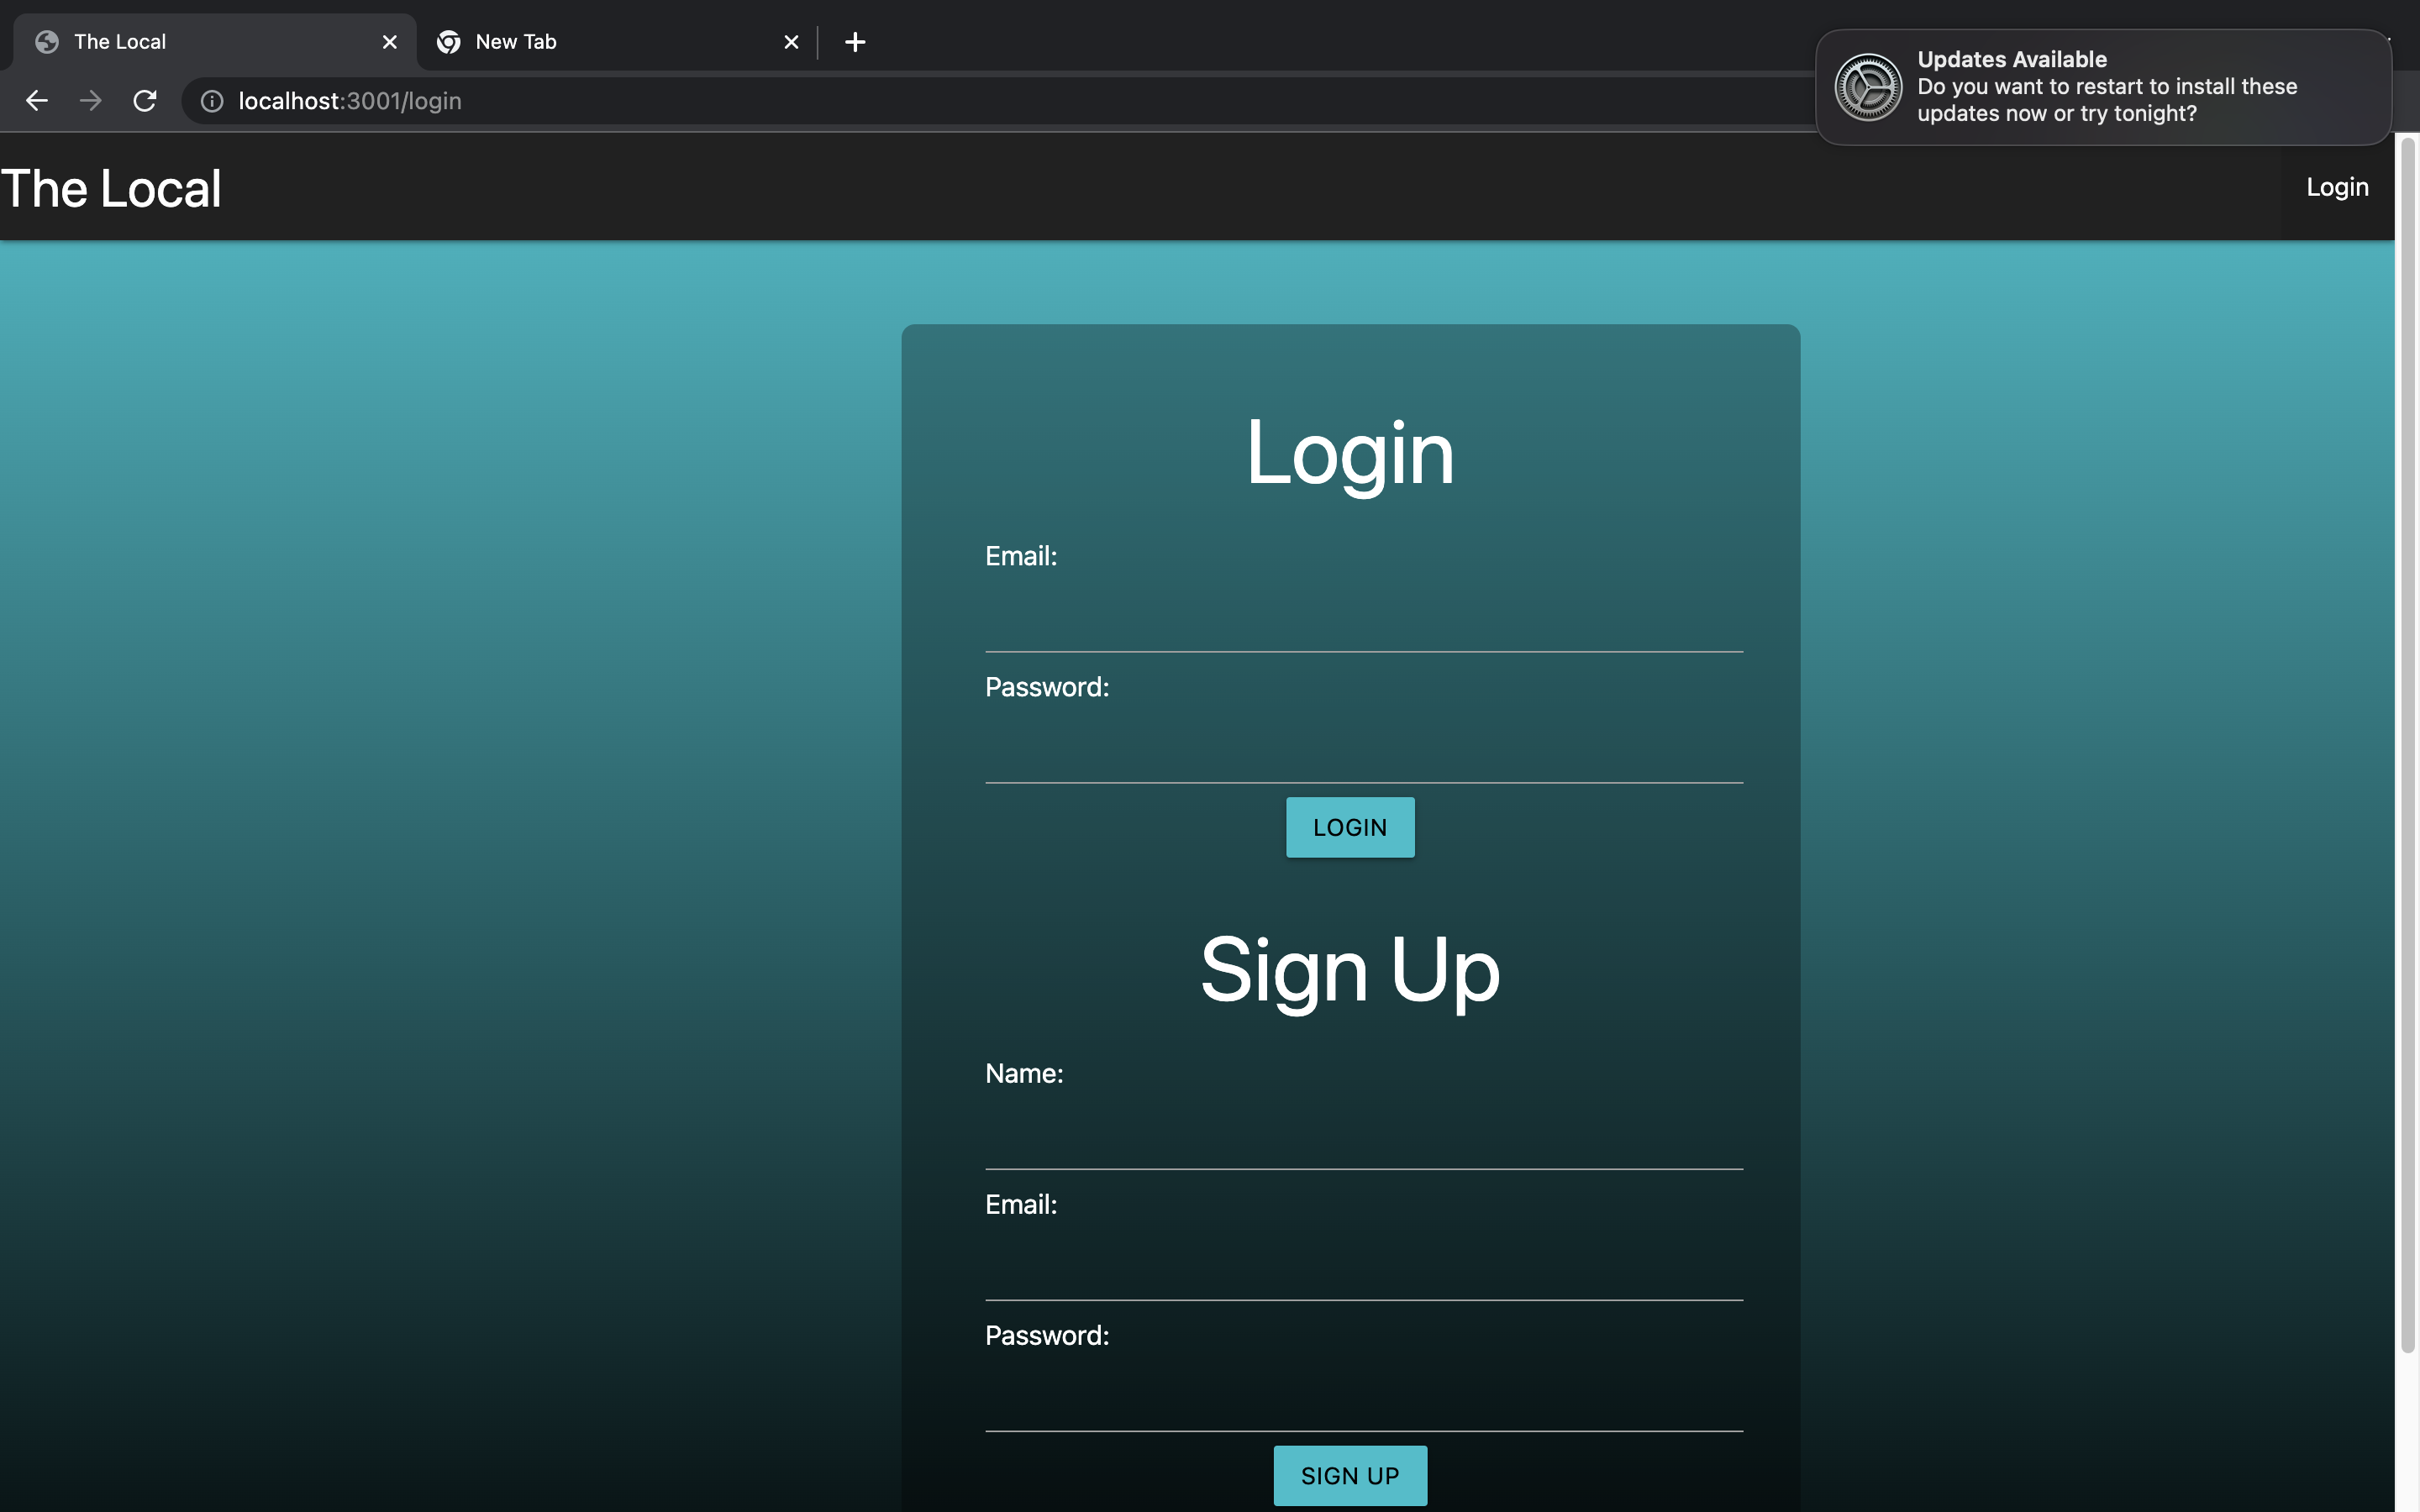 The Local
New Tab
localhost:3001/login
Updates Available
Do you want to restart to install these
updates now or try tonight?
The Local
Login
Login
Email:
Password:
LOGIN
Sign Up
Name:
Email:
Password:
SIGN UP